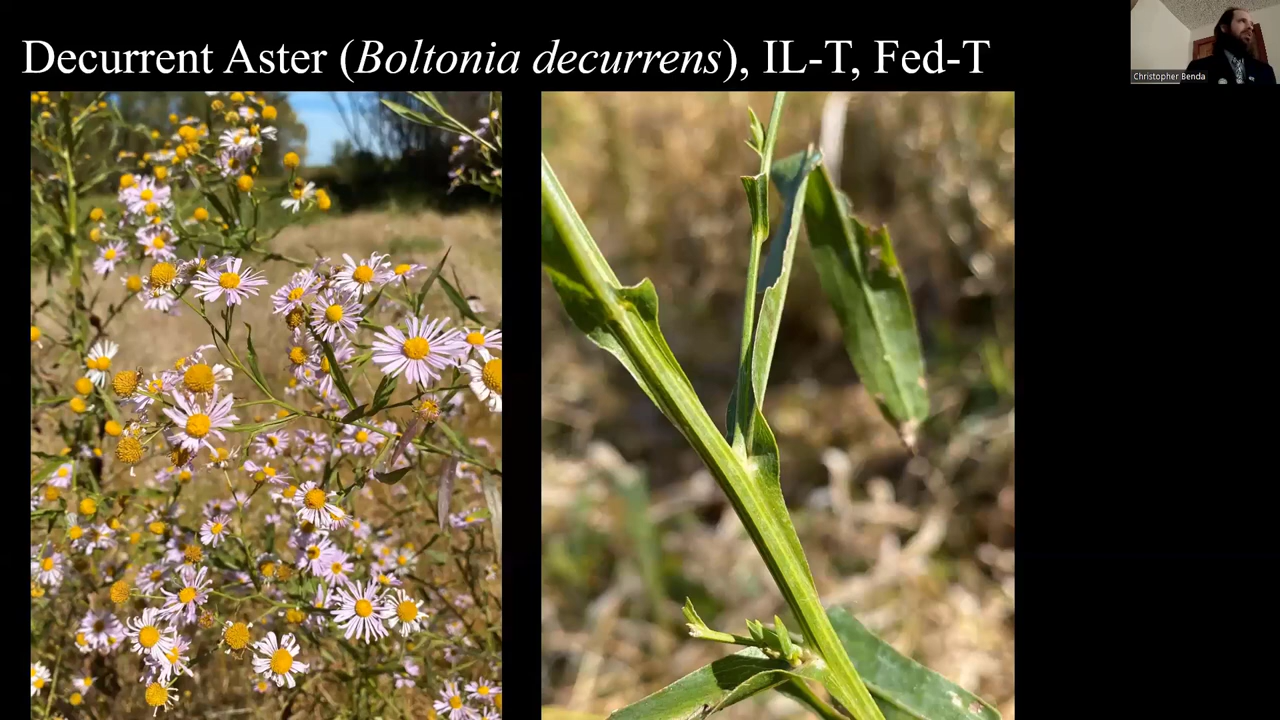 Decurrent Aster (Boltonia decurrens), IL-T, Fed-T
Christopher Benda